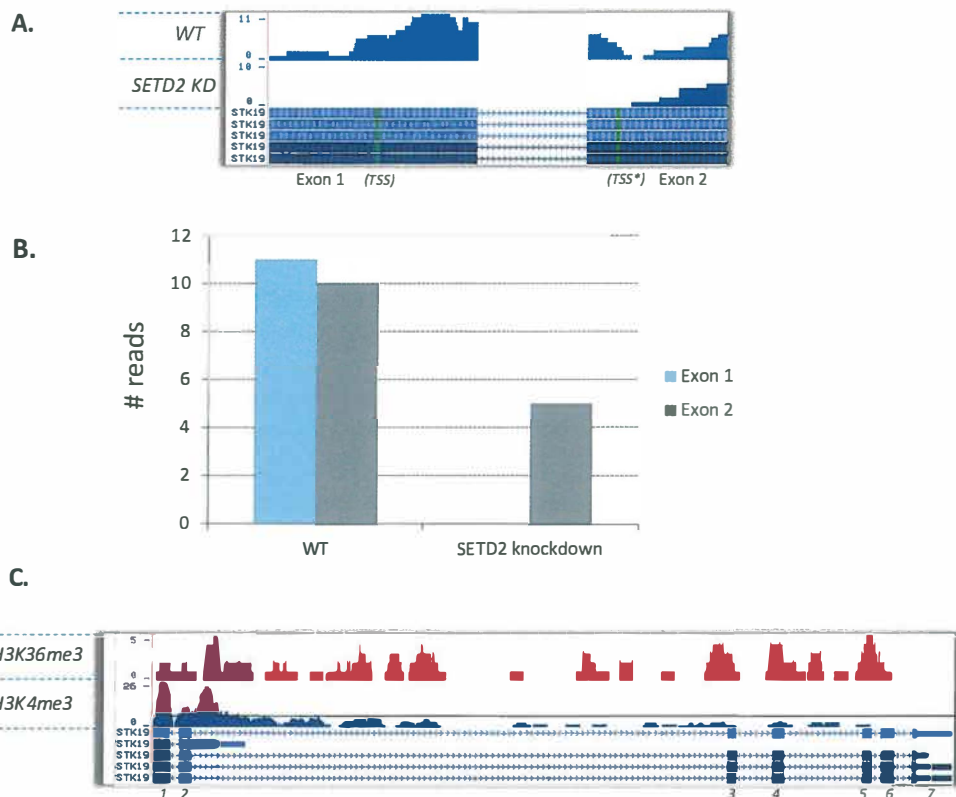 A.
WT
11 -
0 -
SETD2 KD
10 -
0 -
STK19
STK19
STK19
STK19
STK19
Exon 1 (TSS) (TSS*) Exon 2
B.
# reads
12
10
8
6
4
2
0
WT SETD2 knockdown
Exon 1
Exon 2
C.
H3K36me3
5 -
0 -
H3K4me3
26 -
0 -
STK19
STK19
STK19
STK19
STK19
1 2 3 4 5 6 7